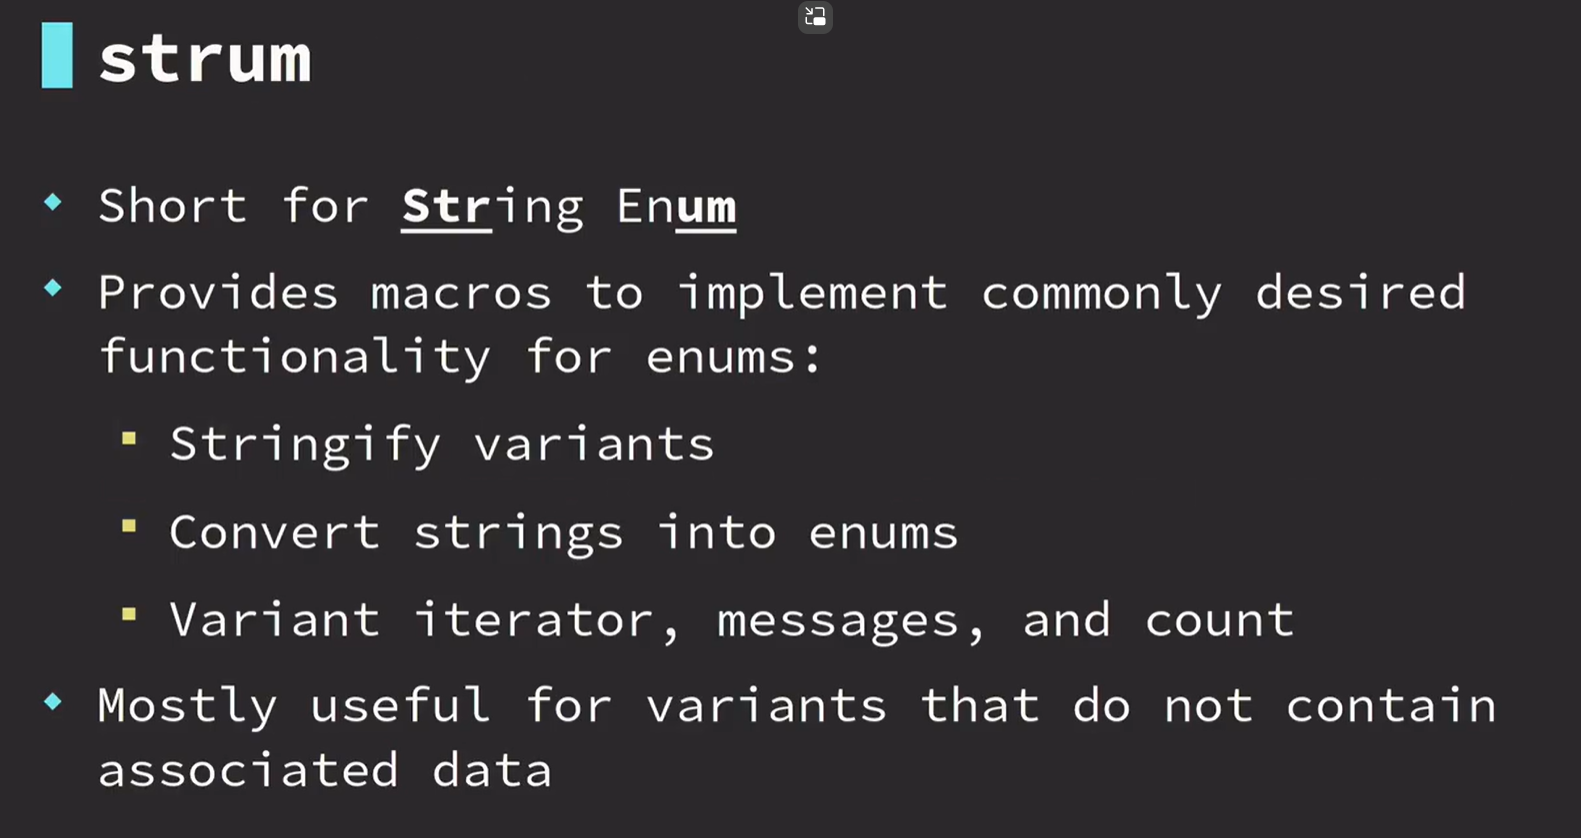 strum
Short for String Enum
Provides macros to implement commonly desired
functionality for enums:
Stringify variants
Convert strings into enums
Variant iterator, messages, and count
Mostly useful for variants that do not contain
associated data